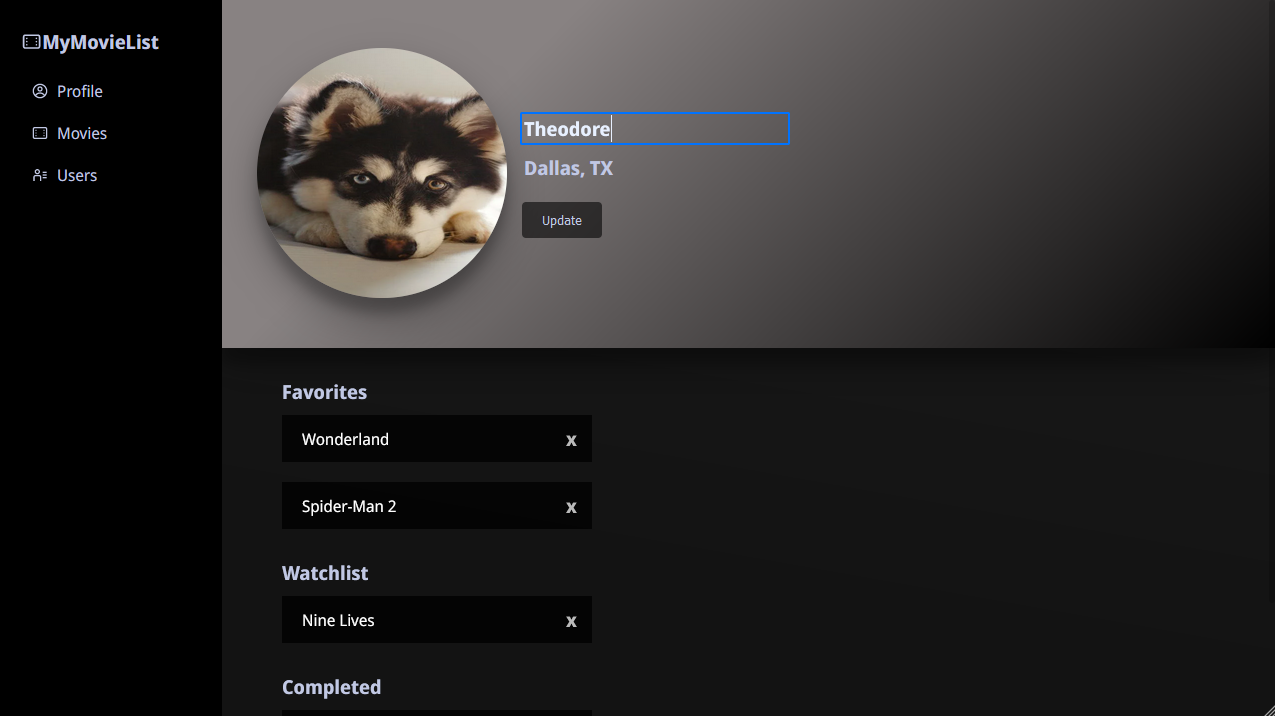 MyMovieList
Profile
Movies
Users
Theodore
Dallas, TX
Update
Favorites
Wonderland x
Spider-Man 2 x
Watchlist
Nine Lives x
Completed